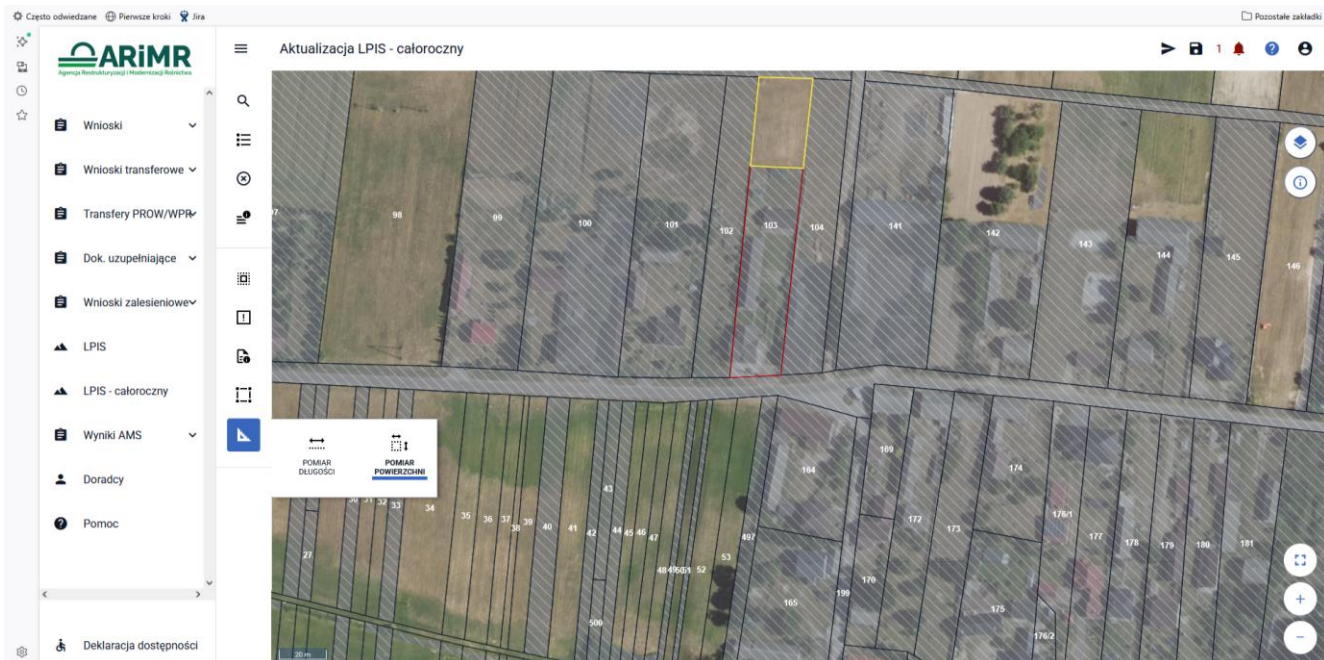 Często odwiedzane
Pierwsze kroki
Jira
Pozostałe zakładki
ARiMR
Agencja Restrukturyzacji i Modernizacji Rolnictwa
Aktualizacja LPIS - całoroczny
1
Wnioski
Wnioski transferowe
Transfery PROW/WPR
Dok. uzupełniające
Wnioski zalesieniowe
LPIS
LPIS - całoroczny
Wyniki AMS
Doradcy
Pomoc
Deklaracja dostępności
POMIAR
DŁUGOŚCI
POMIAR
POWIERZCHNI
98
99
100
101
102
103
104
141
142
143
144
145
146
27
31
32
33
34
35
36
37
38
39
40
41
42
43
44
45
46
47
52
53
497
500
164
165
169
170
199
172
173
174
175
176/1
176/2
177
178
179
180
181
20 m